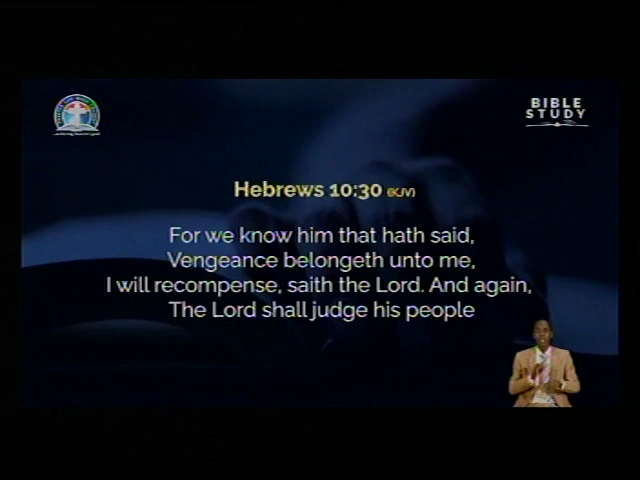 BIBLE
STUDY
Hebrews 10:30 (KJV)
For we know him that hath said,
Vengeance belongeth unto me,
I will recompense, saith the Lord. And again,
The Lord shall judge his people